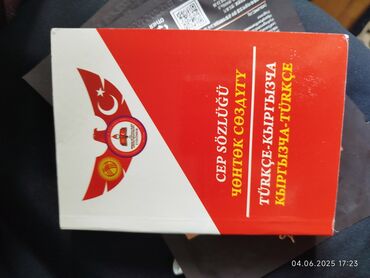 CEP SÖZLÜĞÜ
ЧӨНТӨК СӨЗДҮГҮ
TÜRKÇE-КЫРГЫЗЧА
КЫРГЫЗЧА-TÜRKÇE
04.06.2025 17:23